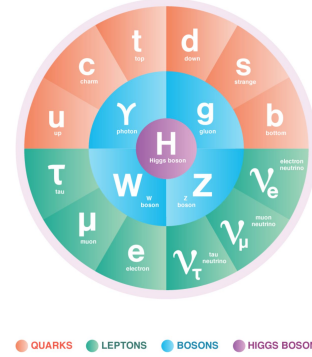 t
top
d
down
c
charm
s
strange
u
up
b
bottom
γ
photon
g
gluon
H
Higgs boson
W
W
boson
Z
Z
boson
τ
tau
μ
muon
e
electron
ντ
tau
neutrino
νμ
muon
neutrino
νe
electron
neutrino
QUARKS LEPTONS BOSONS HIGGS BOSON